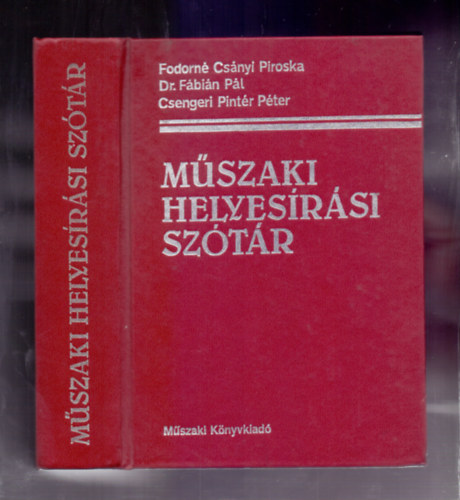 MŰSZAKI HELYESÍRÁSI SZÓTÁR
Fodorné Csányi Piroska
Dr. Fábián Pál
Csengeri Pintér Péter
MŰSZAKI
HELYESÍRÁSI
SZÓTÁR
Műszaki Könyvkiadó